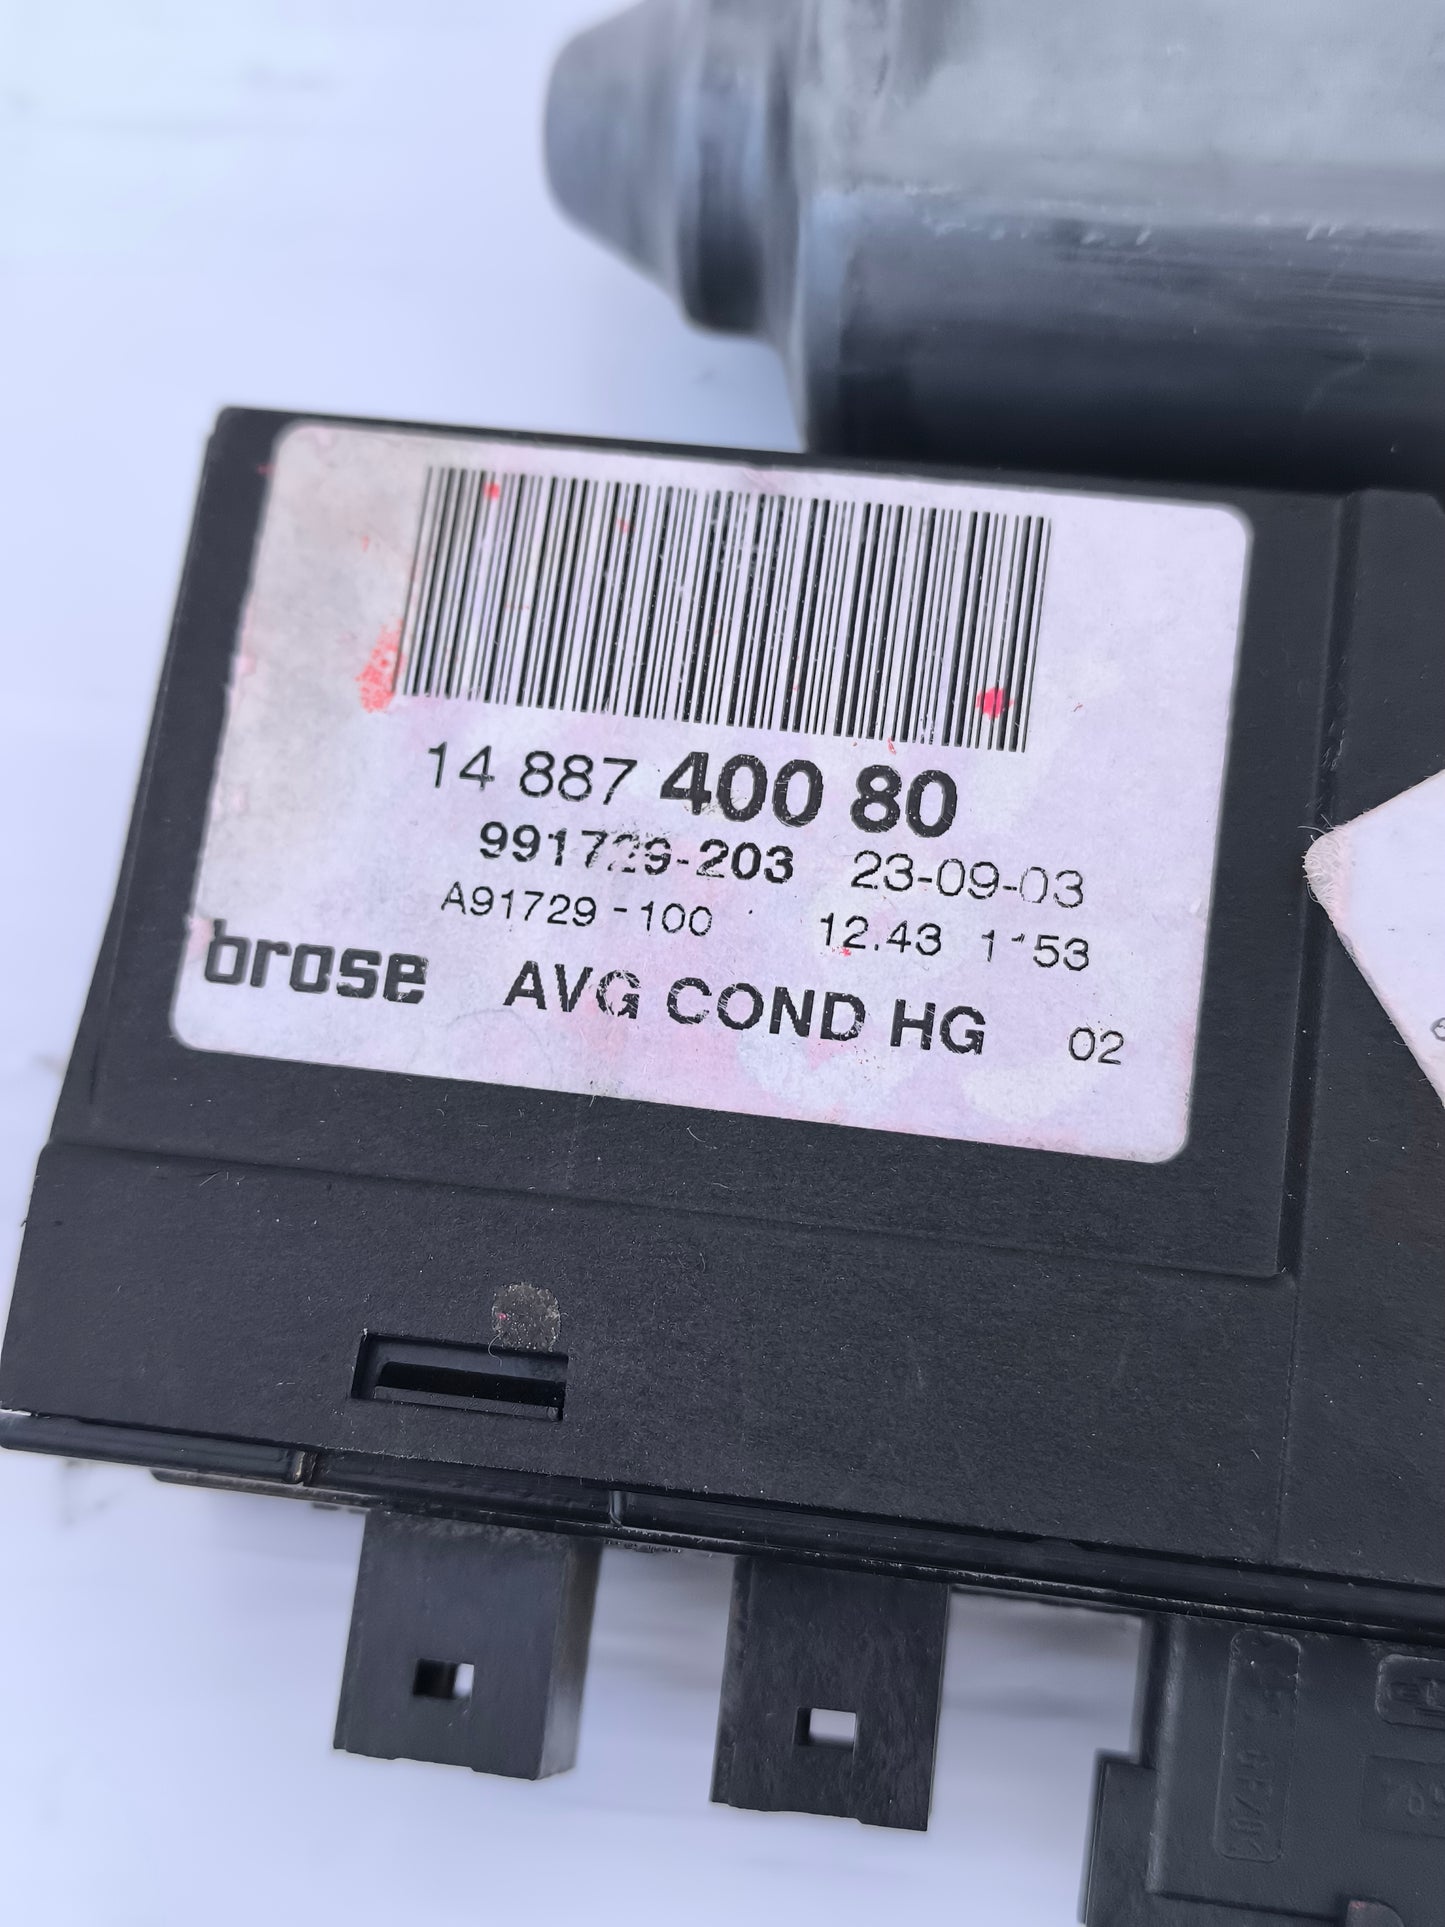 14 887 400 80
991729-203 23-09-03
A91729-100 12.43 1 53
brose AVG COND HG 02